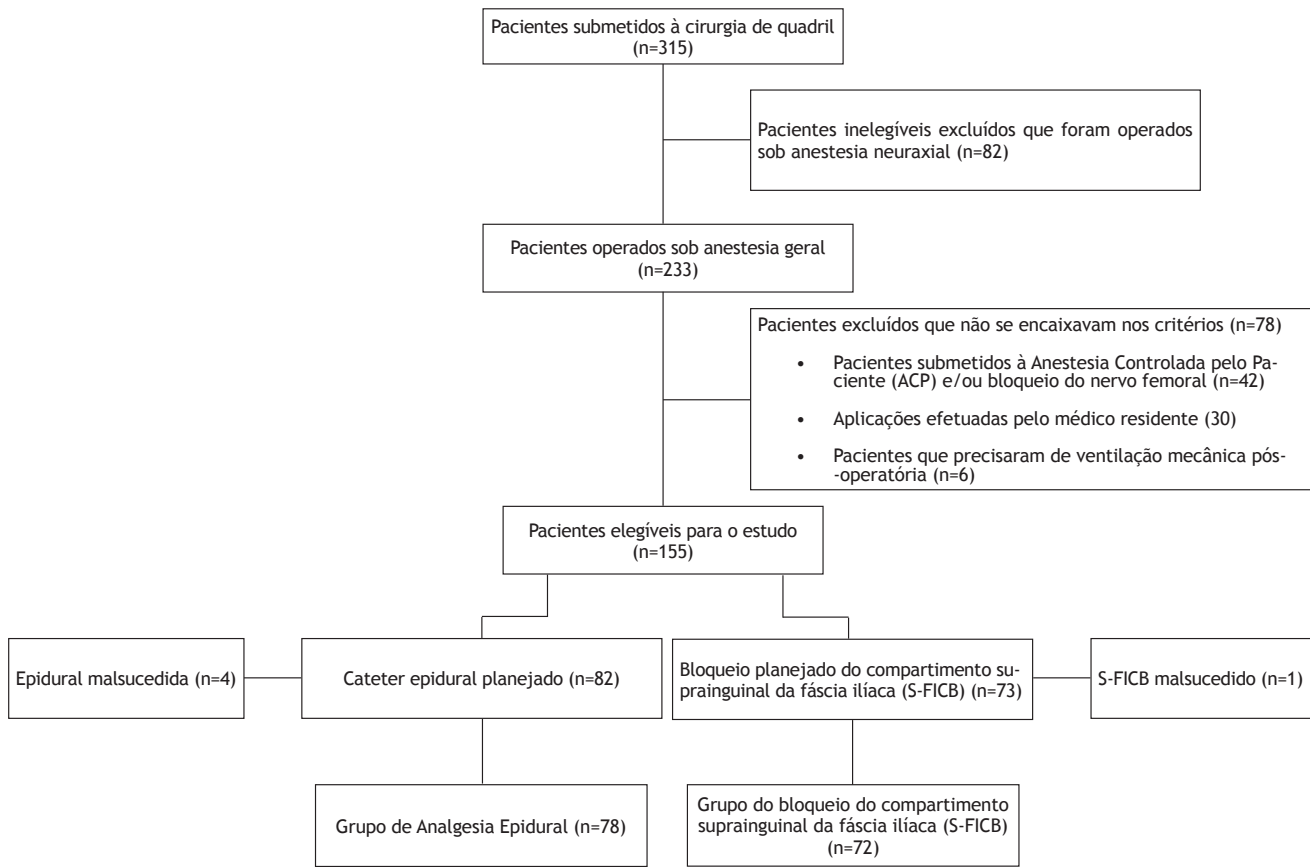 Pacientes submetidos à cirurgia de quadril
(n=315)
Pacientes inelegíveis excluídos que foram operados
sob anestesia neuraxial (n=82)
Pacientes operados sob anestesia geral
(n=233)
Pacientes excluídos que não se encaixavam nos critérios (n=78)
• Pacientes submetidos à Anestesia Controlada pelo Pa-
ciente (ACP) e/ou bloqueio do nervo femoral (n=42)
• Aplicações efetuadas pelo médico residente (30)
• Pacientes que precisaram de ventilação mecânica pós-
-operatória (n=6)
Pacientes elegíveis para o estudo
(n=155)
Epidural malsucedida (n=4)
Cateter epidural planejado (n=82)
Bloqueio planejado do compartimento su-
prainguinal da fáscia ilíaca (S-FICB) (n=73)
S-FICB malsucedido (n=1)
Grupo de Analgesia Epidural (n=78)
Grupo do bloqueio do compartimento
suprainguinal da fáscia ilíaca (S-FICB)
(n=72)